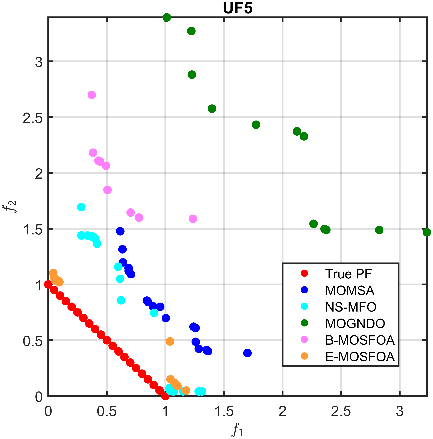 UF5
3
2.5
2
1.5
1
0.5
0
f2
True PF
MOMSA
NS-MFO
MOGNDO
B-MOSFOA
E-MOSFOA
0 0.5 1 1.5 2 2.5 3
f1